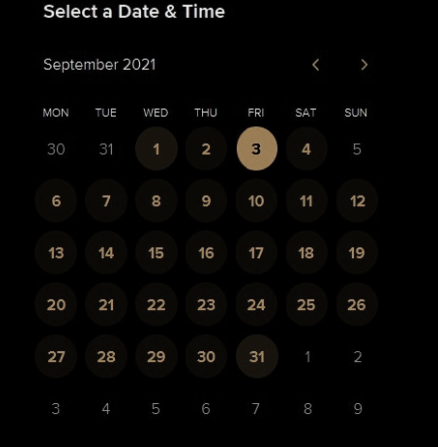 Select a Date & Time
September 2021
MON TUE WED THU FRI SAT SUN
30 31 1 2 3 4 5
6 7 8 9 10 11 12
13 14 15 16 17 18 19
20 21 22 23 24 25 26
27 28 29 30 31 1 2
3 4 5 6 7 8 9